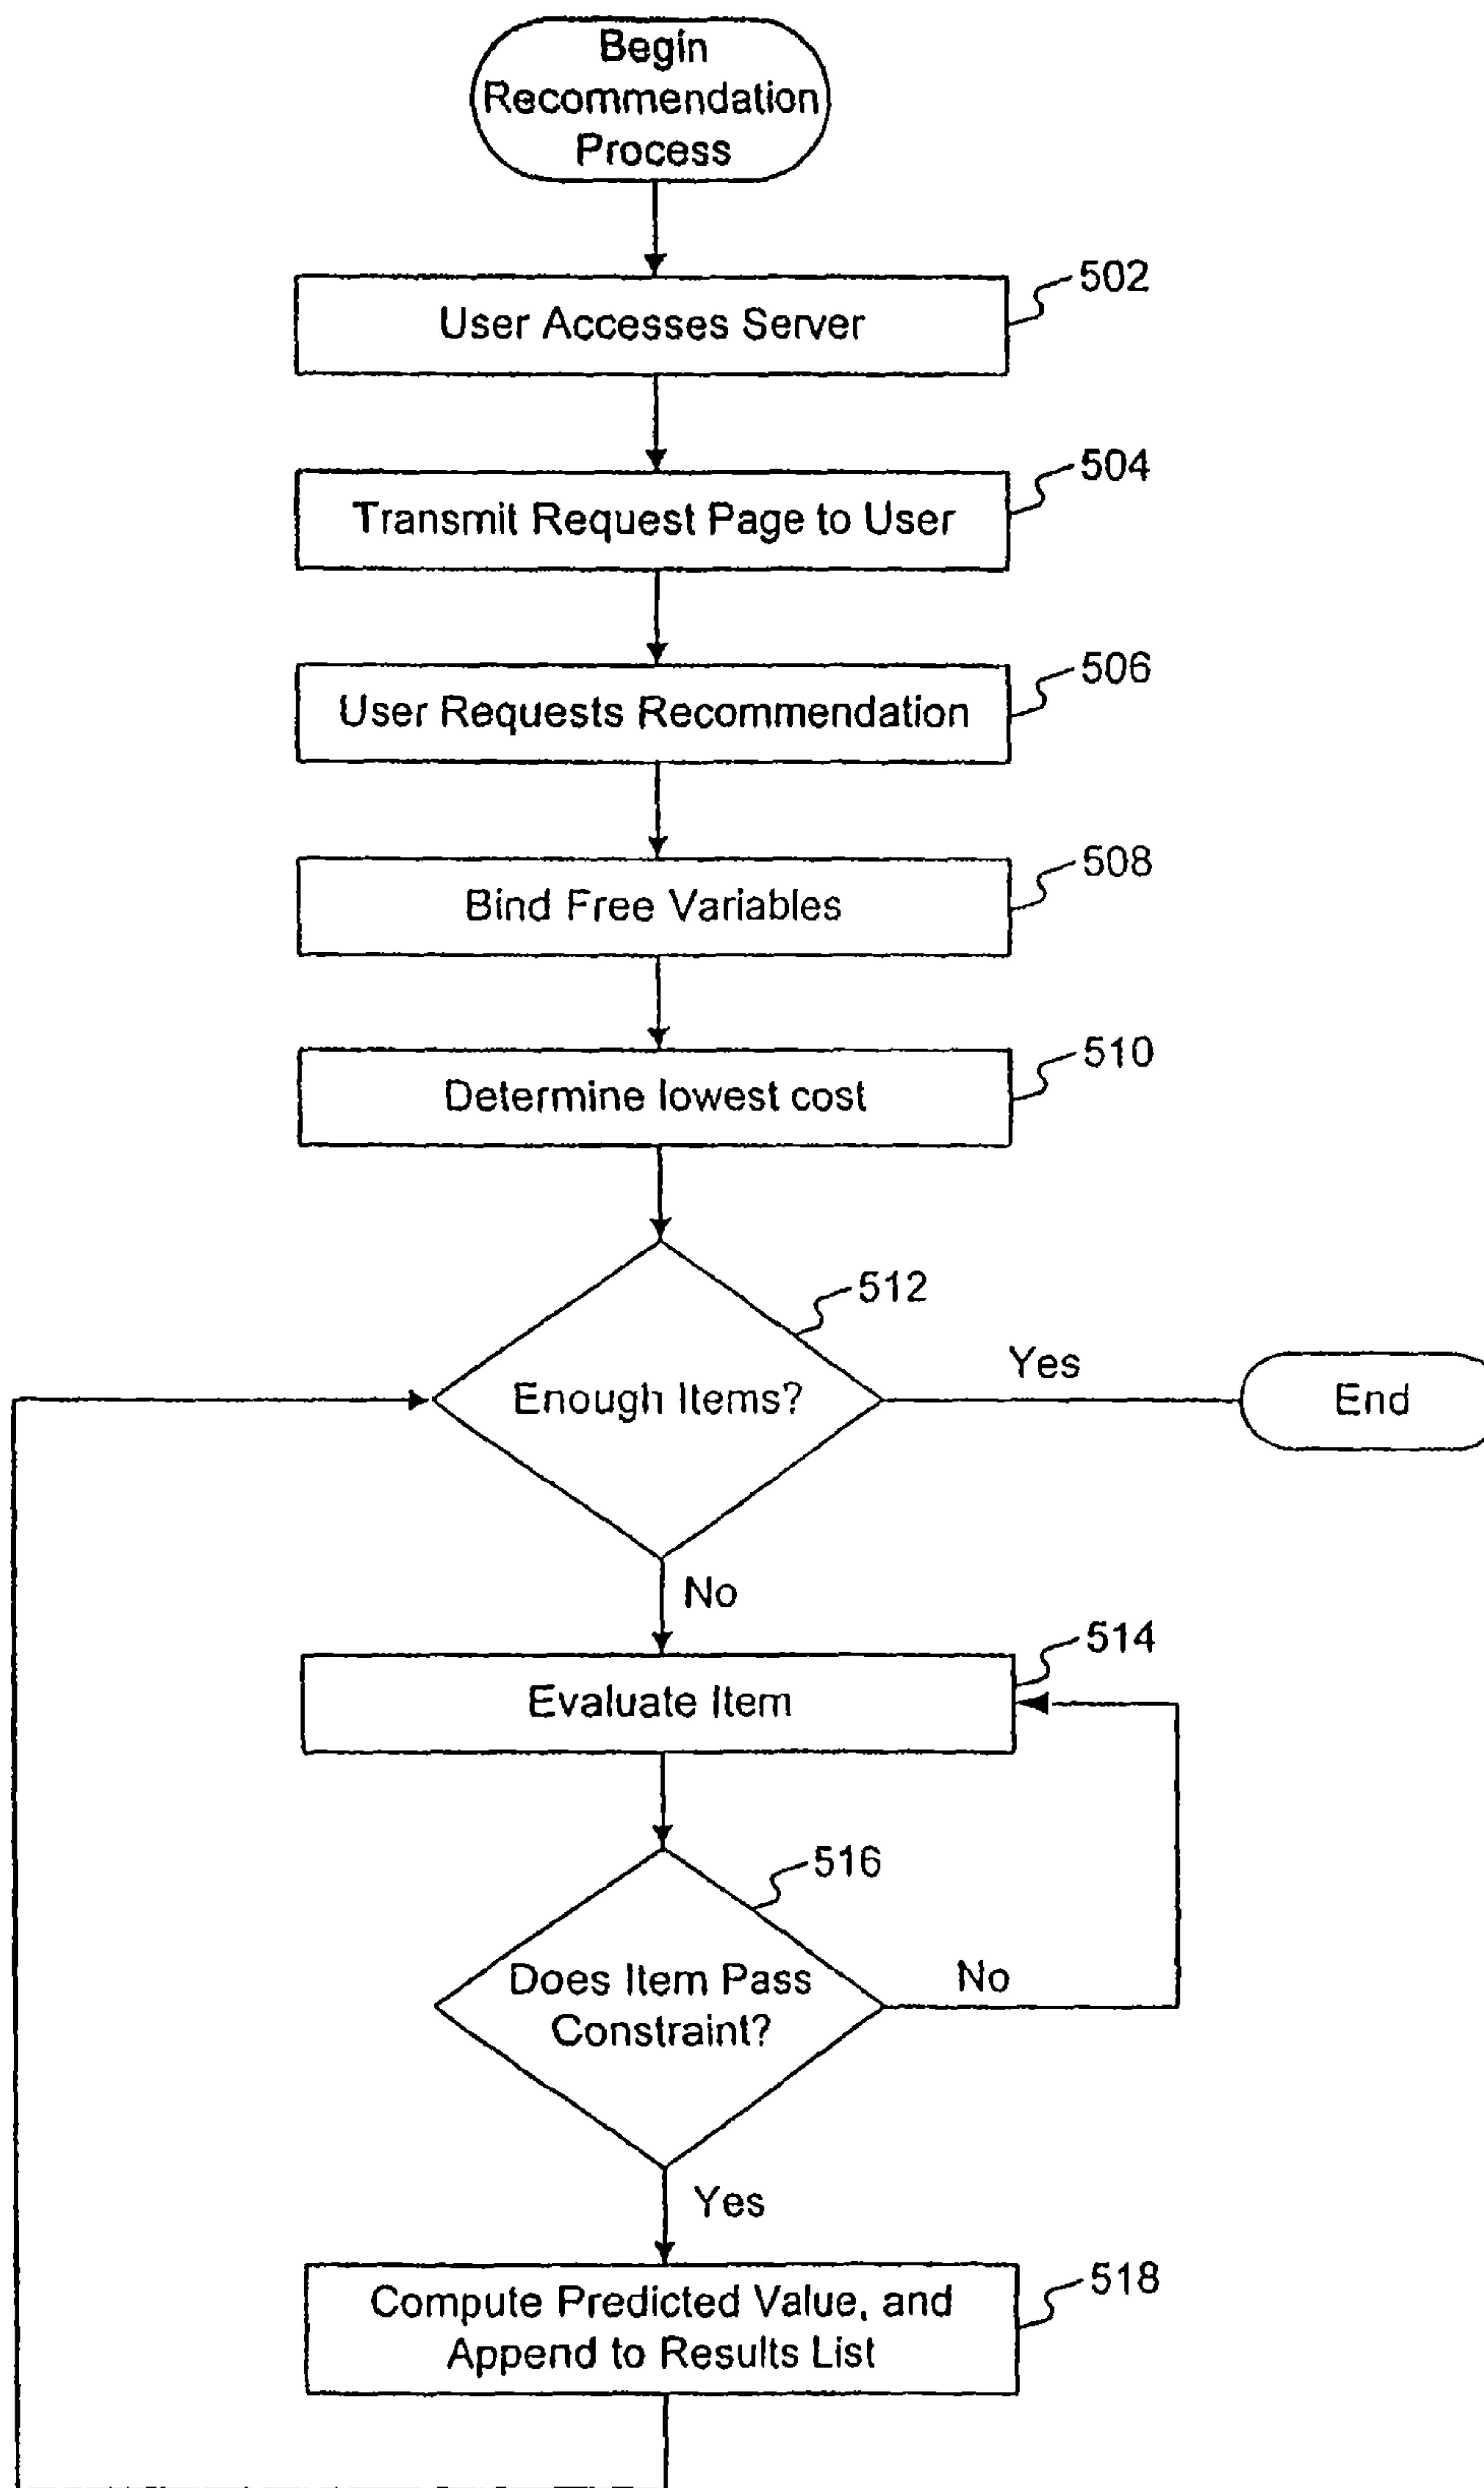 Begin
Recommendation
Process
502
User Accesses Server
504
Transmit Request Page to User
506
User Requests Recommendation
508
Bind Free Variables
510
Determine lowest cost
512
Enough Items?
Yes
End
No
514
Evaluate Item
516
Does Item Pass
Constraint?
No
Yes
518
Compute Predicted Value, and
Append to Results List